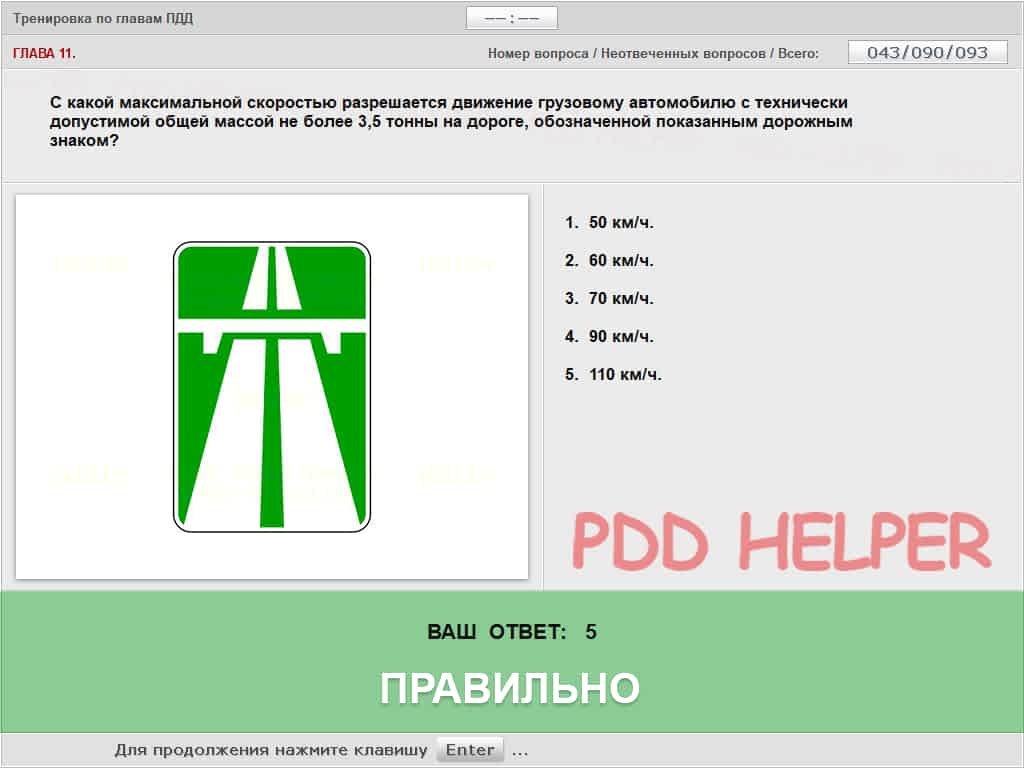 Тренировка по главам ПДД
—— : ——
ГЛАВА 11.
Номер вопроса / Неотвеченных вопросов / Всего:
043/090/093
С какой максимальной скоростью разрешается движение грузовому автомобилю с технически
допустимой общей массой не более 3,5 тонны на дороге, обозначенной показанным дорожным
знаком?
1. 50 км/ч.
2. 60 км/ч.
3. 70 км/ч.
4. 90 км/ч.
5. 110 км/ч.
PDD HELPER
ВАШ ОТВЕТ: 5
ПРАВИЛЬНО
Для продолжения нажмите клавишу Enter ...